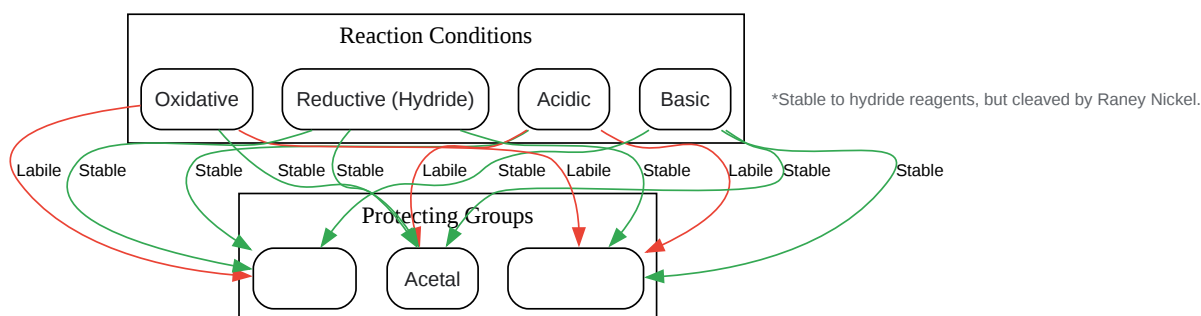 Reaction Conditions
Oxidative
Reductive (Hydride)
Acidic
Basic
*Stable to hydride reagents, but cleaved by Raney Nickel.
Labile
Stable
Stable
Stable
Stable
Labile
Stable
Labile
Stable
Labile
Stable
Stable
Protecting Groups
Acetal